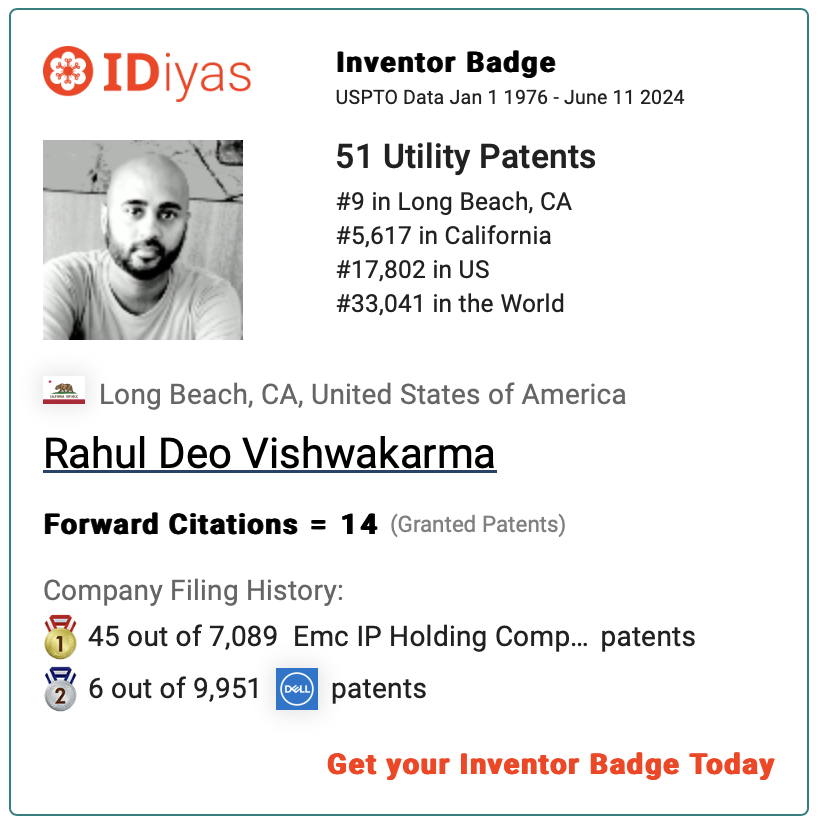 IDiyas
Inventor Badge
USPTO Data Jan 1 1976 - June 11 2024
51 Utility Patents
#9 in Long Beach, CA
#5,617 in California
#17,802 in US
#33,041 in the World
Long Beach, CA, United States of America
Rahul Deo Vishwakarma
Forward Citations = 14 (Granted Patents)
Company Filing History:
1 45 out of 7,089 Emc IP Holding Comp... patents
2 6 out of 9,951 DELL patents
Get your Inventor Badge Today